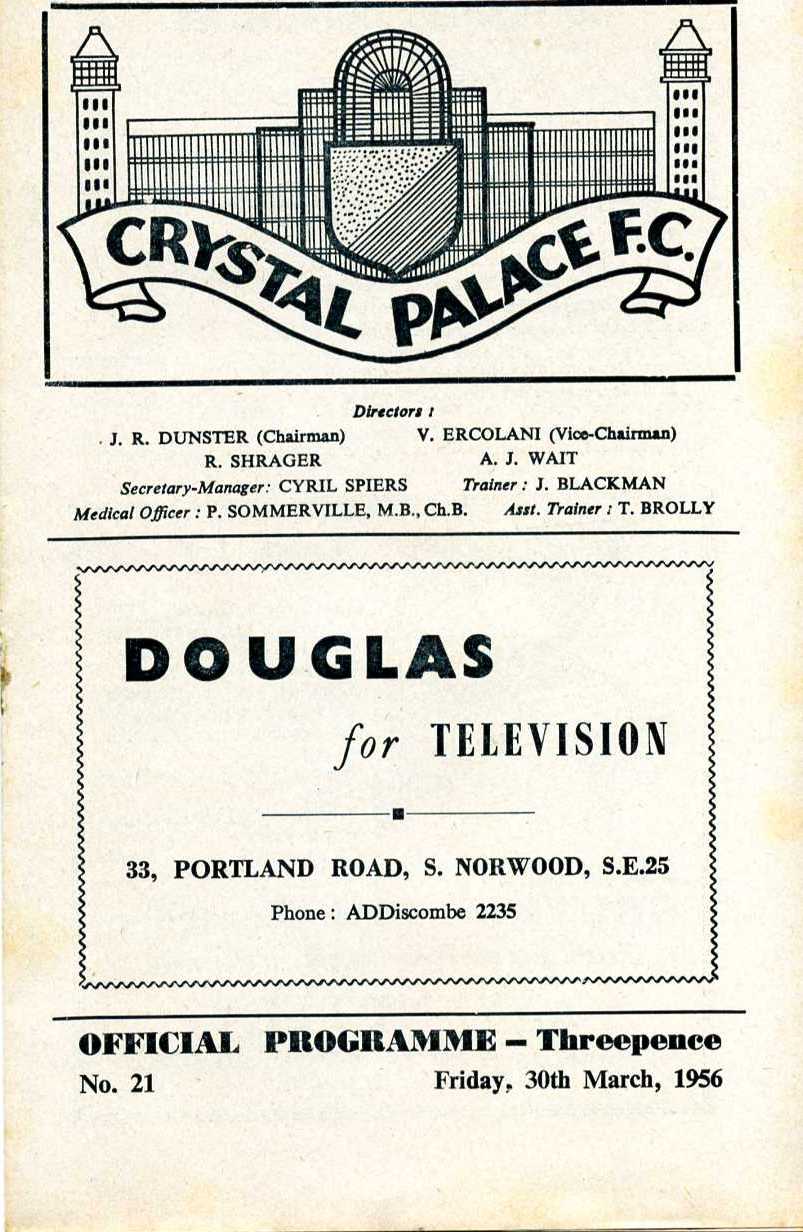 CRYSTAL PALACE F.C.
Directors :
J. R. DUNSTER (Chairman) V. ERCOLANI (Vice-Chairman)
R. SHRAGER A. J. WAIT
Secretary-Manager: CYRIL SPIERS Trainer : J. BLACKMAN
Medical Officer : P. SOMMERVILLE, M.B., Ch.B. Asst. Trainer : T. BROLLY
DOUGLAS
for TELEVISION
33, PORTLAND ROAD, S. NORWOOD, S.E.25
Phone : ADDiscombe 2235
OFFICIAL PROGRAMME – Threepence
No. 21 Friday, 30th March, 1956